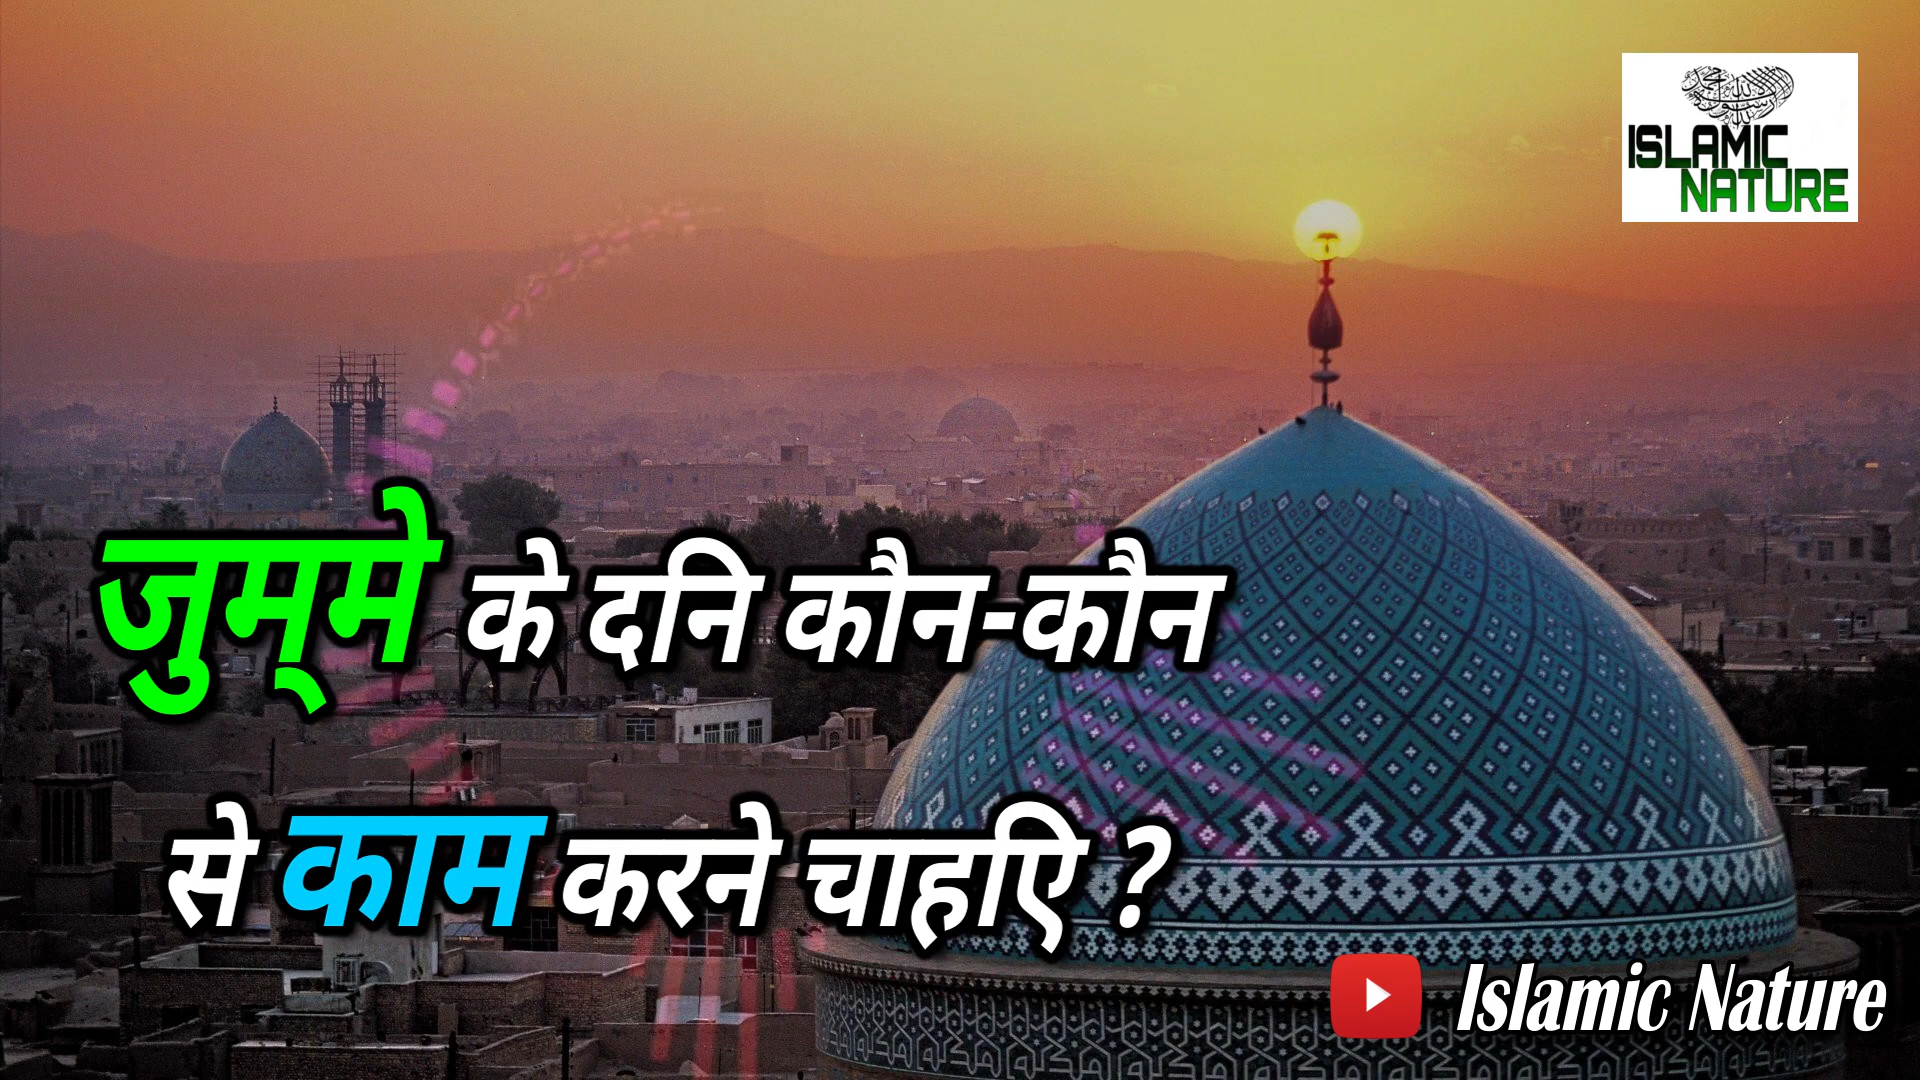 ISLAMIC
NATURE
जुम्मे के दनि कौन-कौन
से काम करने चाहएि ?
Islamic Nature